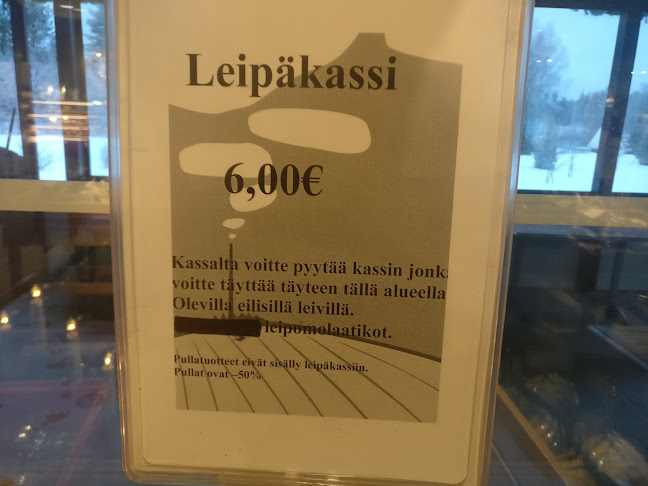 Leipäkassi
6,00€
Kassalta voitte pyytää kassin jonka
voitte täyttää täyteen tällä alueella
Olevilla eilisillä leivillä.
leipomolaatikot.
Pullatuotteet eivät sisälly leipäkassiin.
Pullat ovat –50%